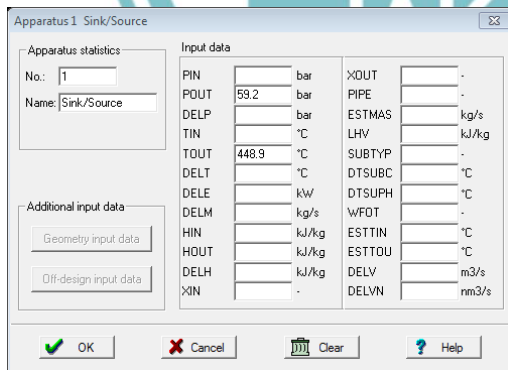 Apparatus 1 Sink/Source
Apparatus statistics
No.: 1
Name: Sink/Source
Additional input data
Geometry input data
Off-design input data
Input data
PIN bar
POUT 59.2 bar
DELP bar
TIN °C
TOUT 448.9 °C
DELT °C
DELE kW
DELM kg/s
HIN kJ/kg
HOUT kJ/kg
DELH kJ/kg
XIN -
XOUT -
PIPE -
ESTMAS kg/s
LHV kJ/kg
SUBTYP -
DTSUBC °C
DTSUPH °C
WFOT -
ESTTIN °C
ESTTOU °C
DELV m3/s
DELVN nm3/s
OK Cancel Clear Help